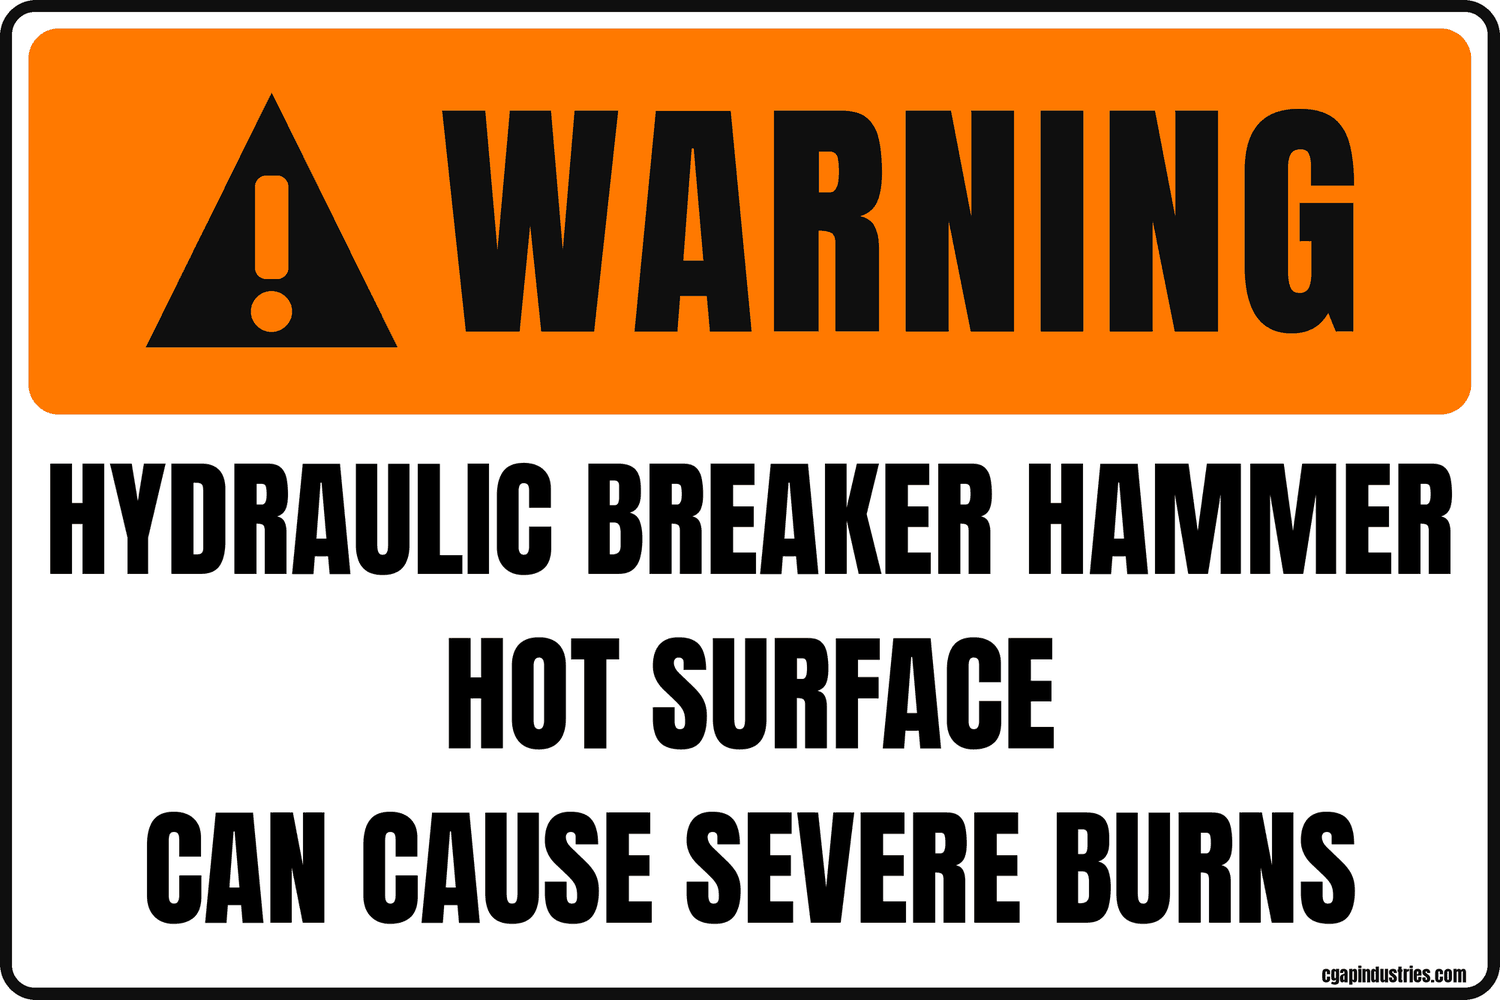 WARNING
HYDRAULIC BREAKER HAMMER
HOT SURFACE
CAN CAUSE SEVERE BURNS
cgapindustries.com